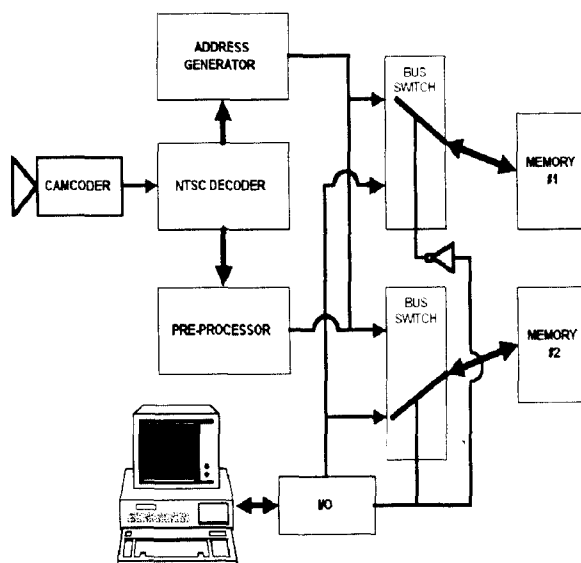 ADDRESS
GENERATOR
BUS
SWITCH
CAMCODER
NTSC DECODER
MEMORY
#1
PRE-PROCESSOR
BUS
SWITCH
MEMORY
#2
I/O